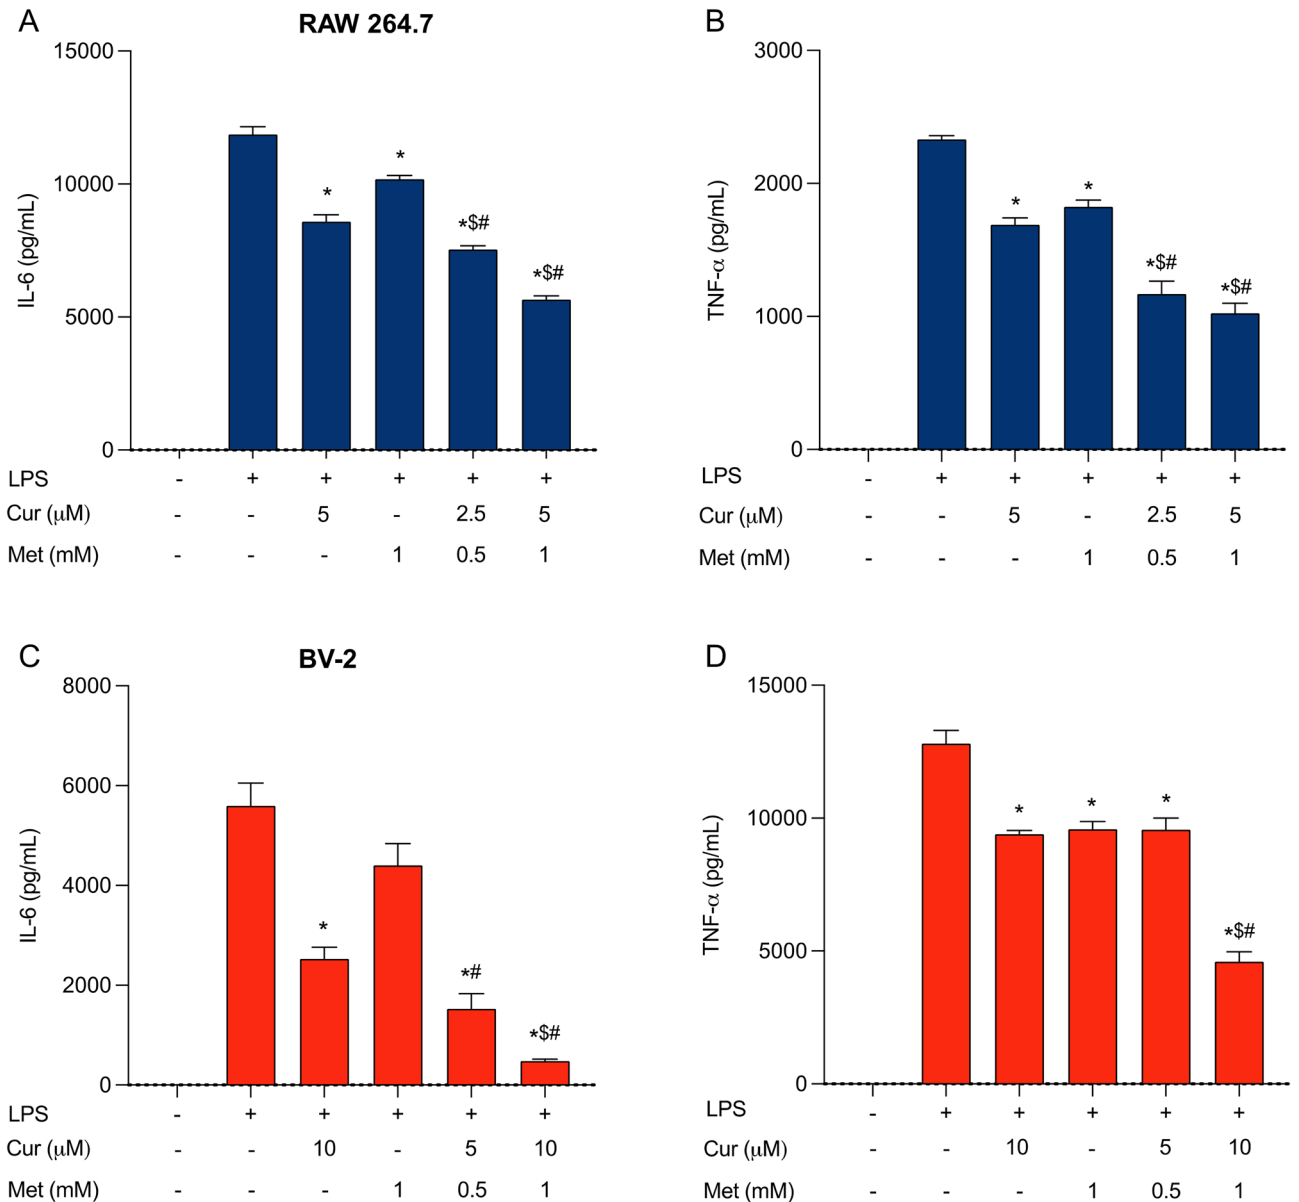 A
RAW 264.7
IL-6 (pg/mL)
15000
10000
5000
0
*
*
*$#
*$#
LPS - + + + + +
Cur (μM) - - 5 - 2.5 5
Met (mM) - - - 1 0.5 1
B
TNF-α (pg/mL)
3000
2000
1000
0
*
*
*$#
*$#
LPS - + + + + +
Cur (μM) - - 5 - 2.5 5
Met (mM) - - - 1 0.5 1
C
BV-2
IL-6 (pg/mL)
8000
6000
4000
2000
0
*
*#
*$#
LPS - + + + + +
Cur (μM) - - 10 - 5 10
Met (mM) - - - 1 0.5 1
D
TNF-α (pg/mL)
15000
10000
5000
0
*
*
*
*$#
LPS - + + + + +
Cur (μM) - - 10 - 5 10
Met (mM) - - - 1 0.5 1